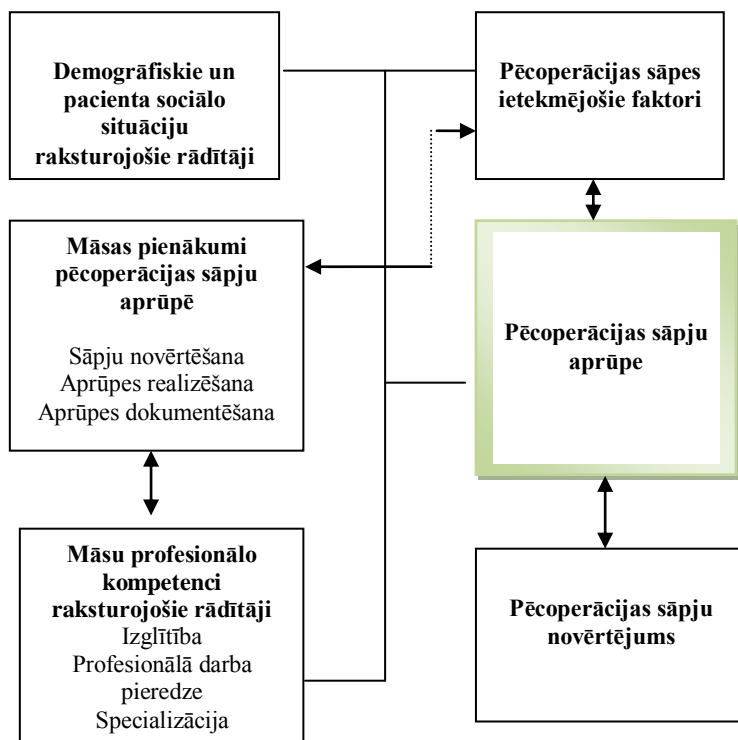 Demogrāfiskie un
pacienta sociālo
situāciju
raksturojošie rādītāji
Pēcoperācijas sāpes
ietekmējošie faktori
Māsas pienākumi
pēcoperācijas sāpju
aprūpē
Sāpju novērtēšana
Aprūpes realizēšana
Aprūpes dokumentēšana
Pēcoperācijas sāpju
aprūpe
Māsu profesionālo
kompetenci
raksturojošie rādītāji
Izglītība
Profesionālā darba
pieredze
Specializācija
Pēcoperācijas sāpju
novērtējums